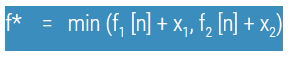 f* = min (f₁ [n] + x₁, f₂ [n] + x₂)